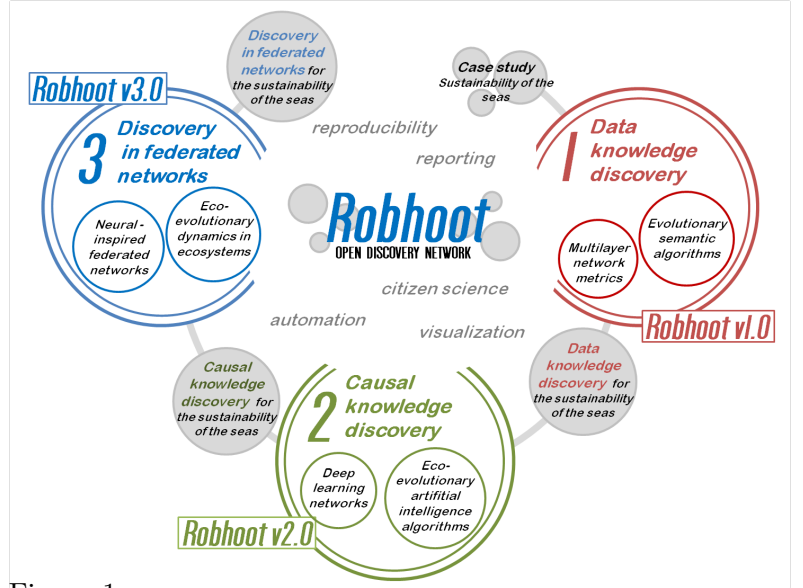 Discovery
in federated
networks for
the sustainability
of the seas
Case study
Sustainability of the
seas
Robhoot v3.0
3 Discovery
in federated
networks
Neural-
inspired
federated
networks
Eco-
evolutionary
dynamics in
ecosystems
reproducibility
reporting
1 Data
knowledge
discovery
Multilayer
network
metrics
Evolutionary
semantic
algorithms
Robhoot v1.0
Robhoot
OPEN DISCOVERY NETWORK
citizen science
automation
visualization
Causal
knowledge
discovery for
the sustainability
of the seas
Data
knowledge
discovery for
the sustainability
of the seas
2 Causal
knowledge
discovery
Deep
learning
networks
Eco-
evolutionary
artifitial
intelligence
algorithms
Robhoot v2.0